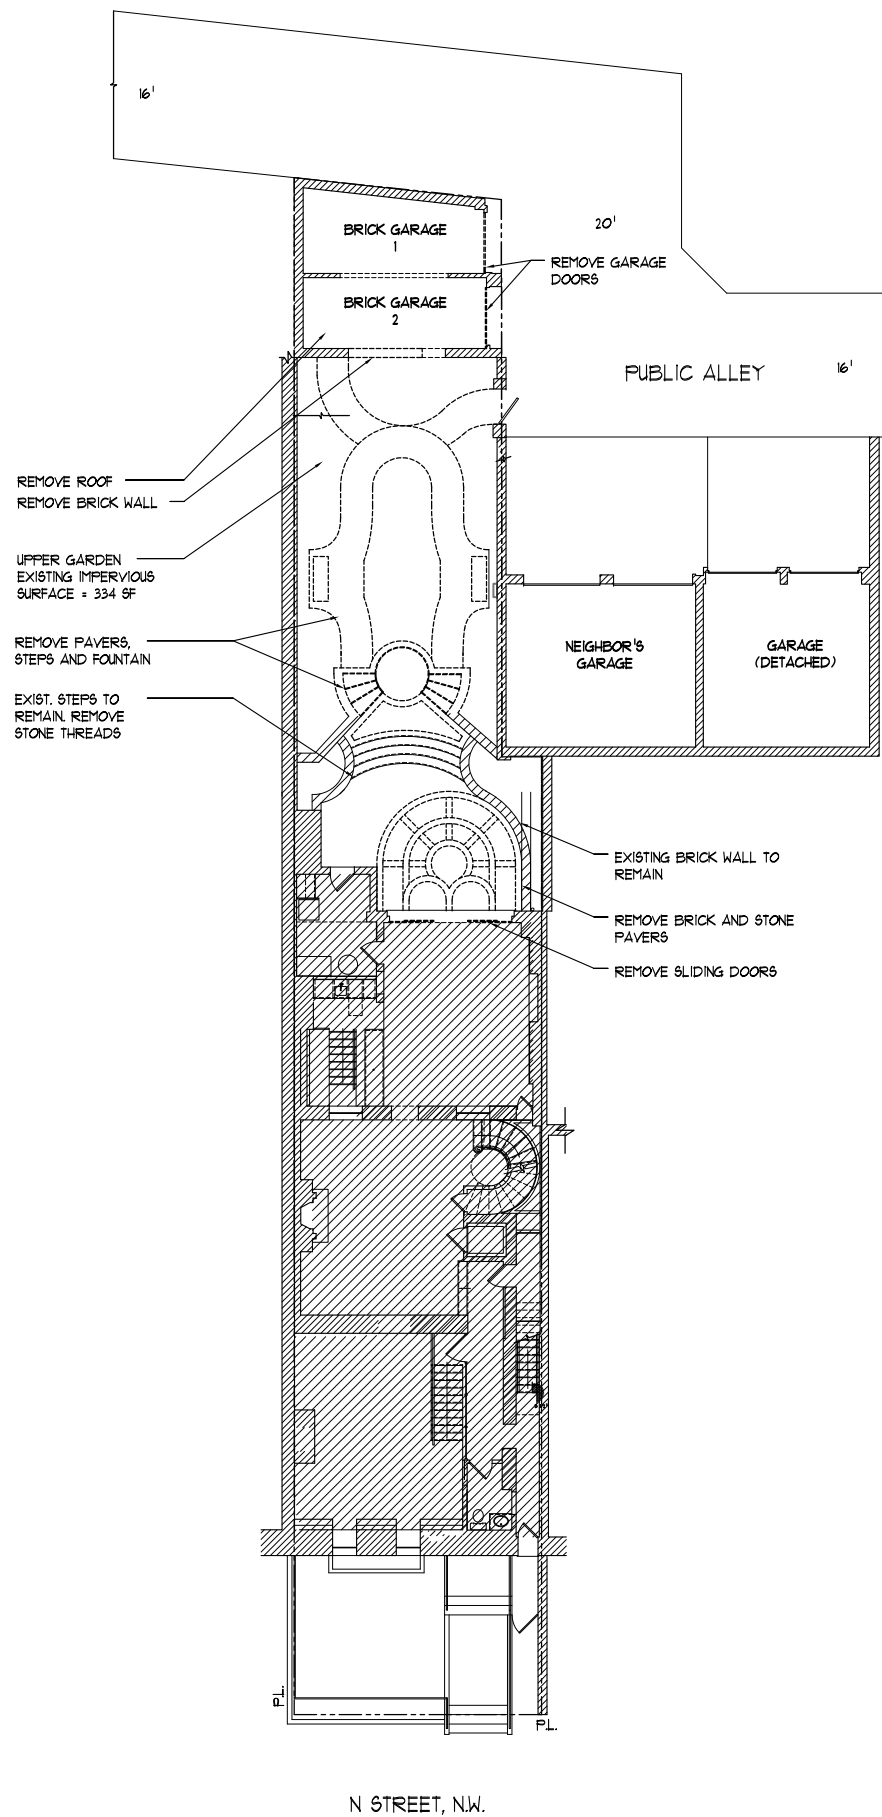 16'
BRICK GARAGE
1
20'
REMOVE GARAGE
DOORS
BRICK GARAGE
2
PUBLIC ALLEY
16'
REMOVE ROOF
REMOVE BRICK WALL
UPPER GARDEN
EXISTING IMPERVIOUS
SURFACE = 334 SF
REMOVE PAVERS,
STEPS AND FOUNTAIN
NEIGHBOR'S
GARAGE
GARAGE
(DETACHED)
EXIST. STEPS TO
REMAIN. REMOVE
STONE THREADS
EXISTING BRICK WALL TO
REMAIN
REMOVE BRICK AND STONE
PAVERS
REMOVE SLIDING DOORS
P.L.
P.L.
N STREET, N.W.